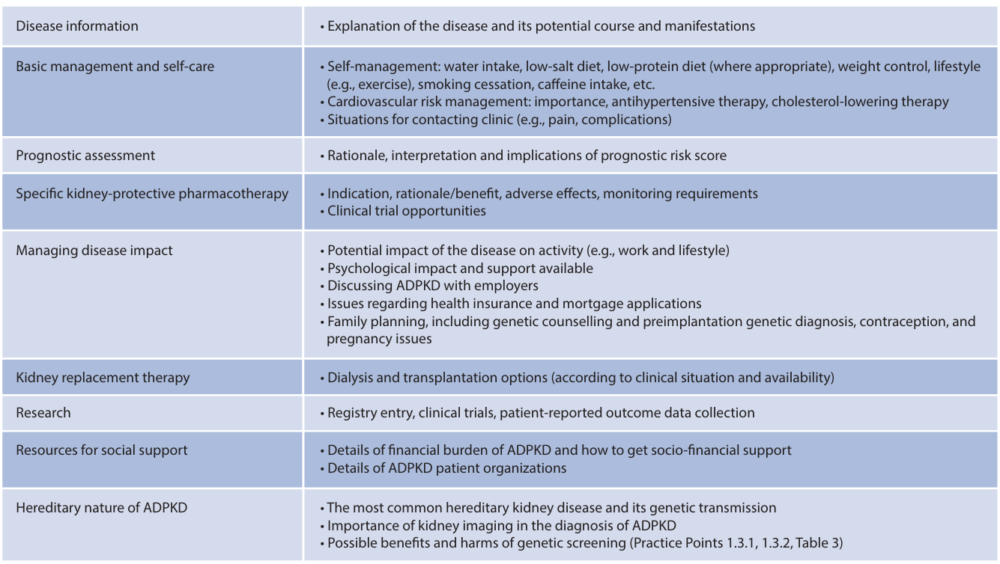 Disease information
• Explanation of the disease and its potential course and manifestations
Basic management and self-care
• Self-management: water intake, low-salt diet, low-protein diet (where appropriate), weight control, lifestyle
(e.g., exercise), smoking cessation, caffeine intake, etc.
• Cardiovascular risk management: importance, antihypertensive therapy, cholesterol-lowering therapy
• Situations for contacting clinic (e.g., pain, complications)
Prognostic assessment
• Rationale, interpretation and implications of prognostic risk score
Specific kidney-protective pharmacotherapy
• Indication, rationale/benefit, adverse effects, monitoring requirements
• Clinical trial opportunities
Managing disease impact
• Potential impact of the disease on activity (e.g., work and lifestyle)
• Psychological impact and support available
• Discussing ADPKD with employers
• Issues regarding health insurance and mortgage applications
• Family planning, including genetic counselling and preimplantation genetic diagnosis, contraception, and
pregnancy issues
Kidney replacement therapy
• Dialysis and transplantation options (according to clinical situation and availability)
Research
• Registry entry, clinical trials, patient-reported outcome data collection
Resources for social support
• Details of financial burden of ADPKD and how to get socio-financial support
• Details of ADPKD patient organizations
Hereditary nature of ADPKD
• The most common hereditary kidney disease and its genetic transmission
• Importance of kidney imaging in the diagnosis of ADPKD
• Possible benefits and harms of genetic screening (Practice Points 1.3.1, 1.3.2, Table 3)